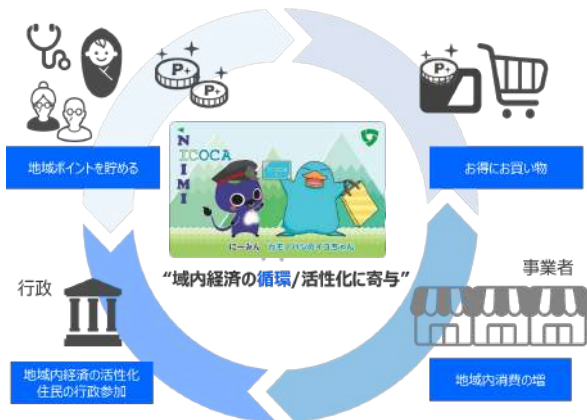 P+
P+
P+
地域ポイントを貯める
お得にお買い物
NIMI
ICOCA
にーみん カモノハシのイコちゃん
“域内経済の循環/活性化に寄与”
行政
事業者
地域内経済の活性化
住民の行政参加
地域内消費の増